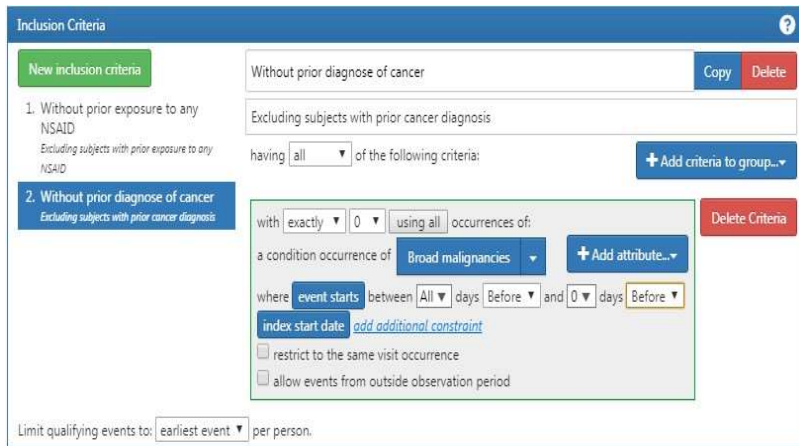 Inclusion Criteria ?
New inclusion criteria
1. Without prior exposure to any
NSAID
Excluding subjects with prior exposure to any
NSAID
2. Without prior diagnose of cancer
Excluding subjects with prior cancer diagnosis
Without prior diagnose of cancer Copy Delete
Excluding subjects with prior cancer diagnosis
having all of the following criteria: + Add criteria to group...
with exactly 0 using all occurrences of: Delete Criteria
a condition occurrence of Broad malignancies + Add attribute...
where event starts between All days Before and 0 days Before
index start date add additional constraint
restrict to the same visit occurrence
allow events from outside observation period
Limit qualifying events to: earliest event per person.